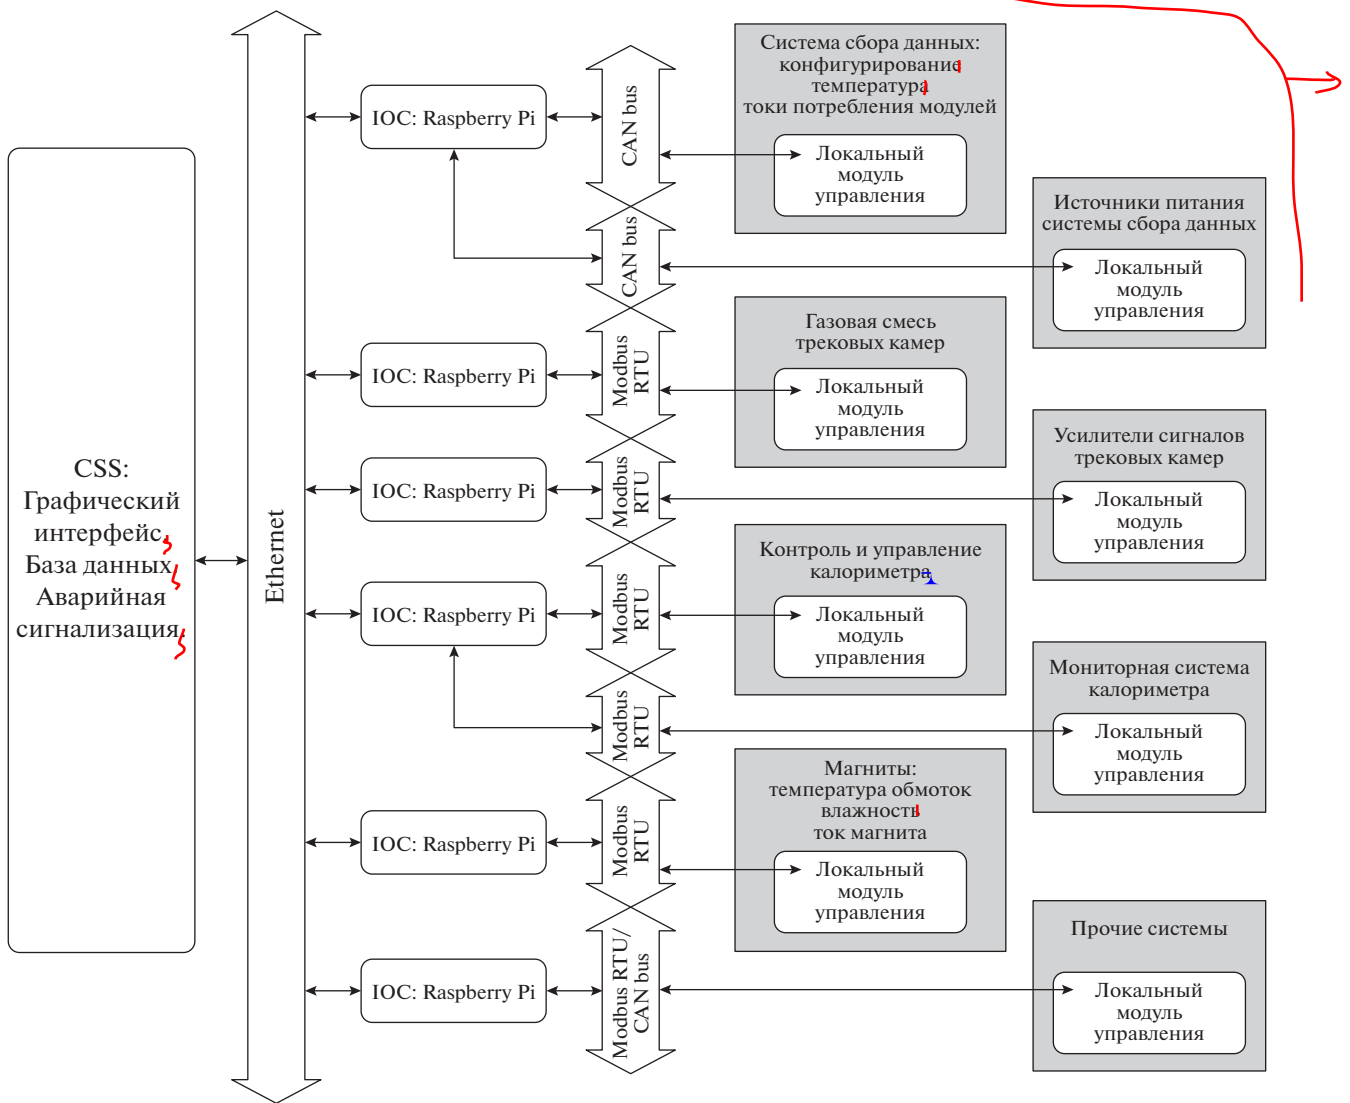 CSS:
Графический
интерфейс,
База данных,
Аварийная
сигнализация.
Ethernet
IOC: Raspberry Pi
IOC: Raspberry Pi
IOC: Raspberry Pi
IOC: Raspberry Pi
IOC: Raspberry Pi
IOC: Raspberry Pi
CAN bus
CAN bus
Modbus
RTU
Modbus
RTU
Modbus
RTU
Modbus
RTU
Modbus
RTU
Modbus RTU/
CAN bus
Система сбора данных:
конфигурирование
температура
токи потребления модулей
Локальный
модуль
управления
Источники питания
системы сбора данных
Локальный
модуль
управления
Газовая смесь
трековых камер
Локальный
модуль
управления
Усилители сигналов
трековых камер
Локальный
модуль
управления
Контроль и управление
калориметра
Локальный
модуль
управления
Мониторная система
калориметра
Локальный
модуль
управления
Магниты:
температура обмоток
влажность
ток магнита
Локальный
модуль
управления
Прочие системы
Локальный
модуль
управления